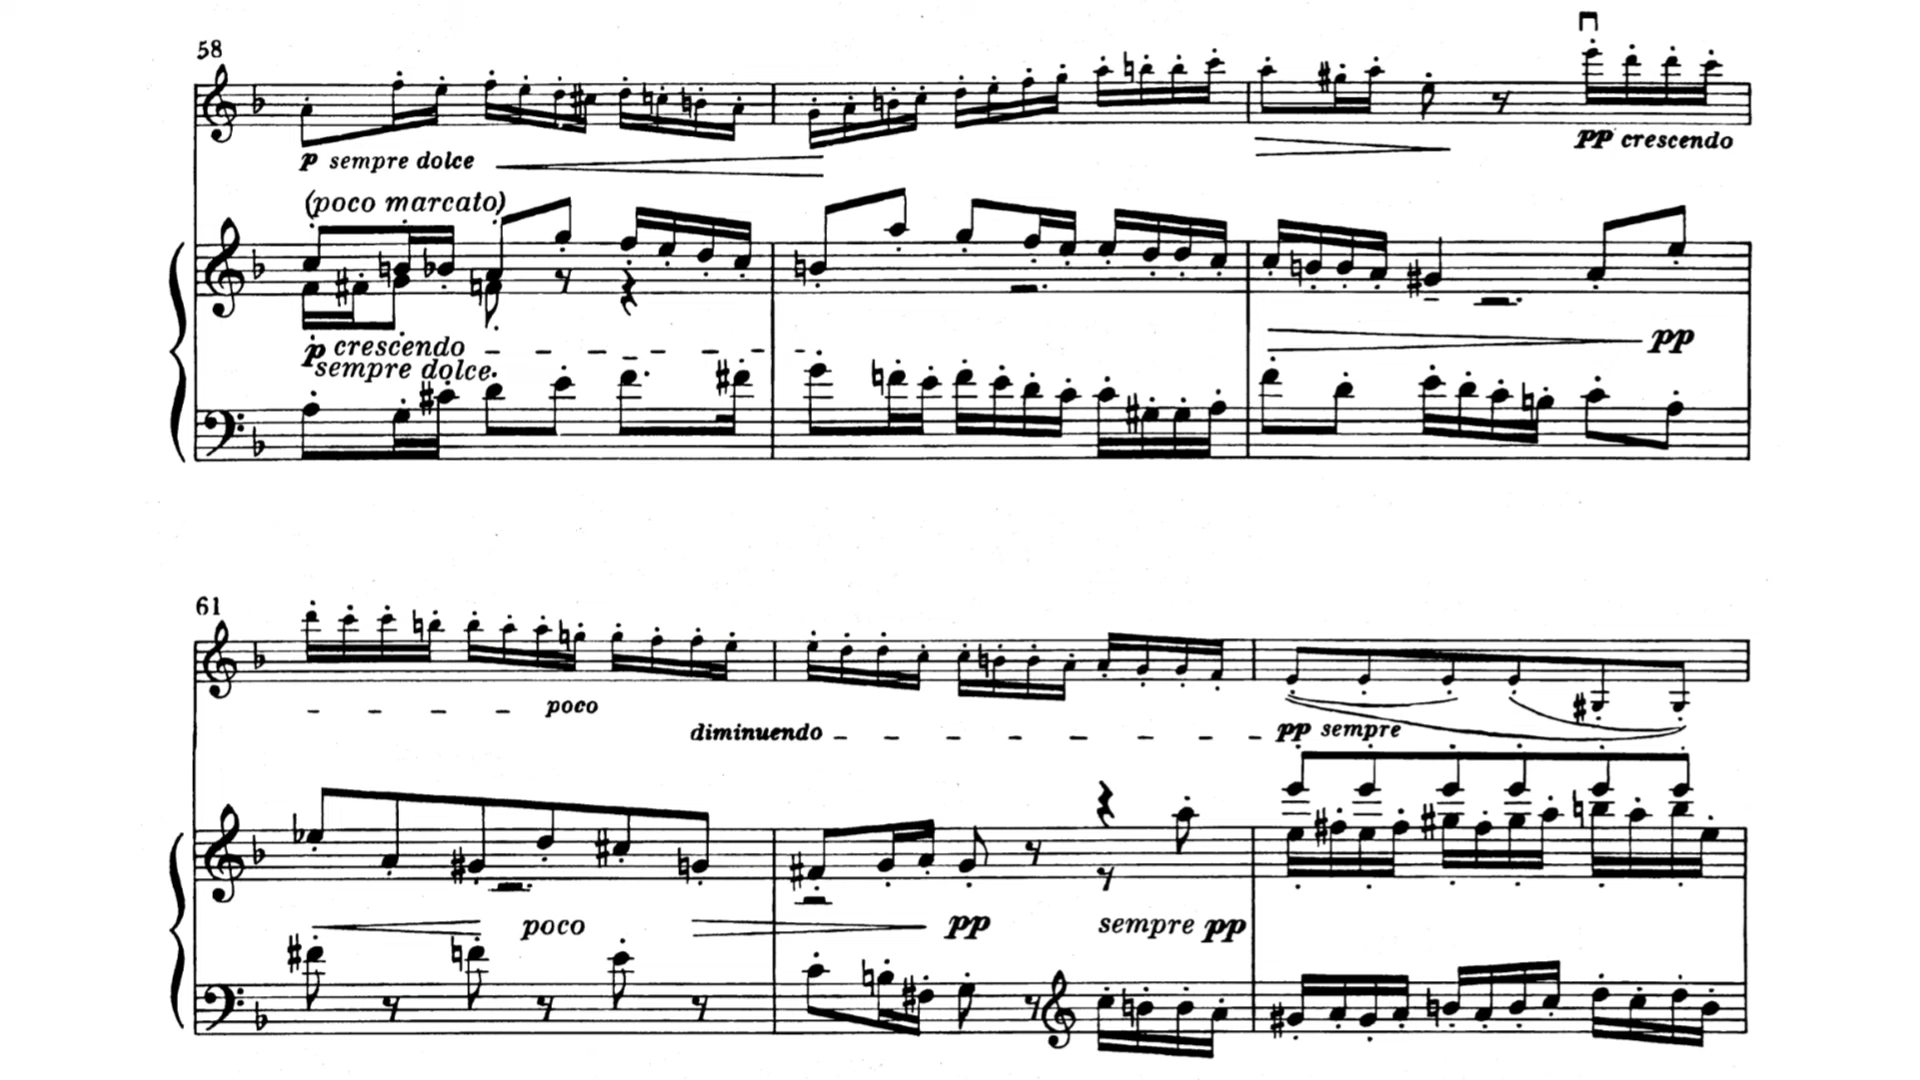 58
p sempre dolce
pp crescendo
(poco marcato)
p crescendo
sempre dolce
pp
61
poco
diminuendo
pp sempre
poco
pp
sempre pp